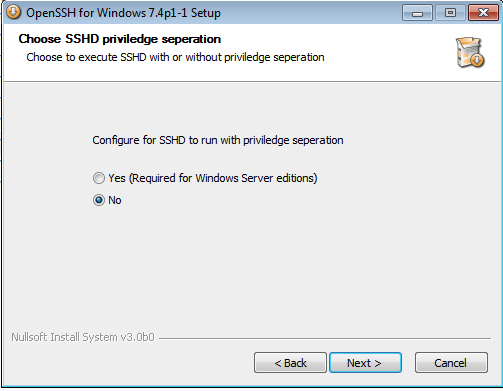 OpenSSH for Windows 7.4p1-1 Setup
Choose SSHD priviledge seperation
Choose to execute SSHD with or without priviledge seperation
Configure for SSHD to run with priviledge seperation
Yes (Required for Windows Server editions)
No
Nullsoft Install System v3.0b0
< Back
Next >
Cancel